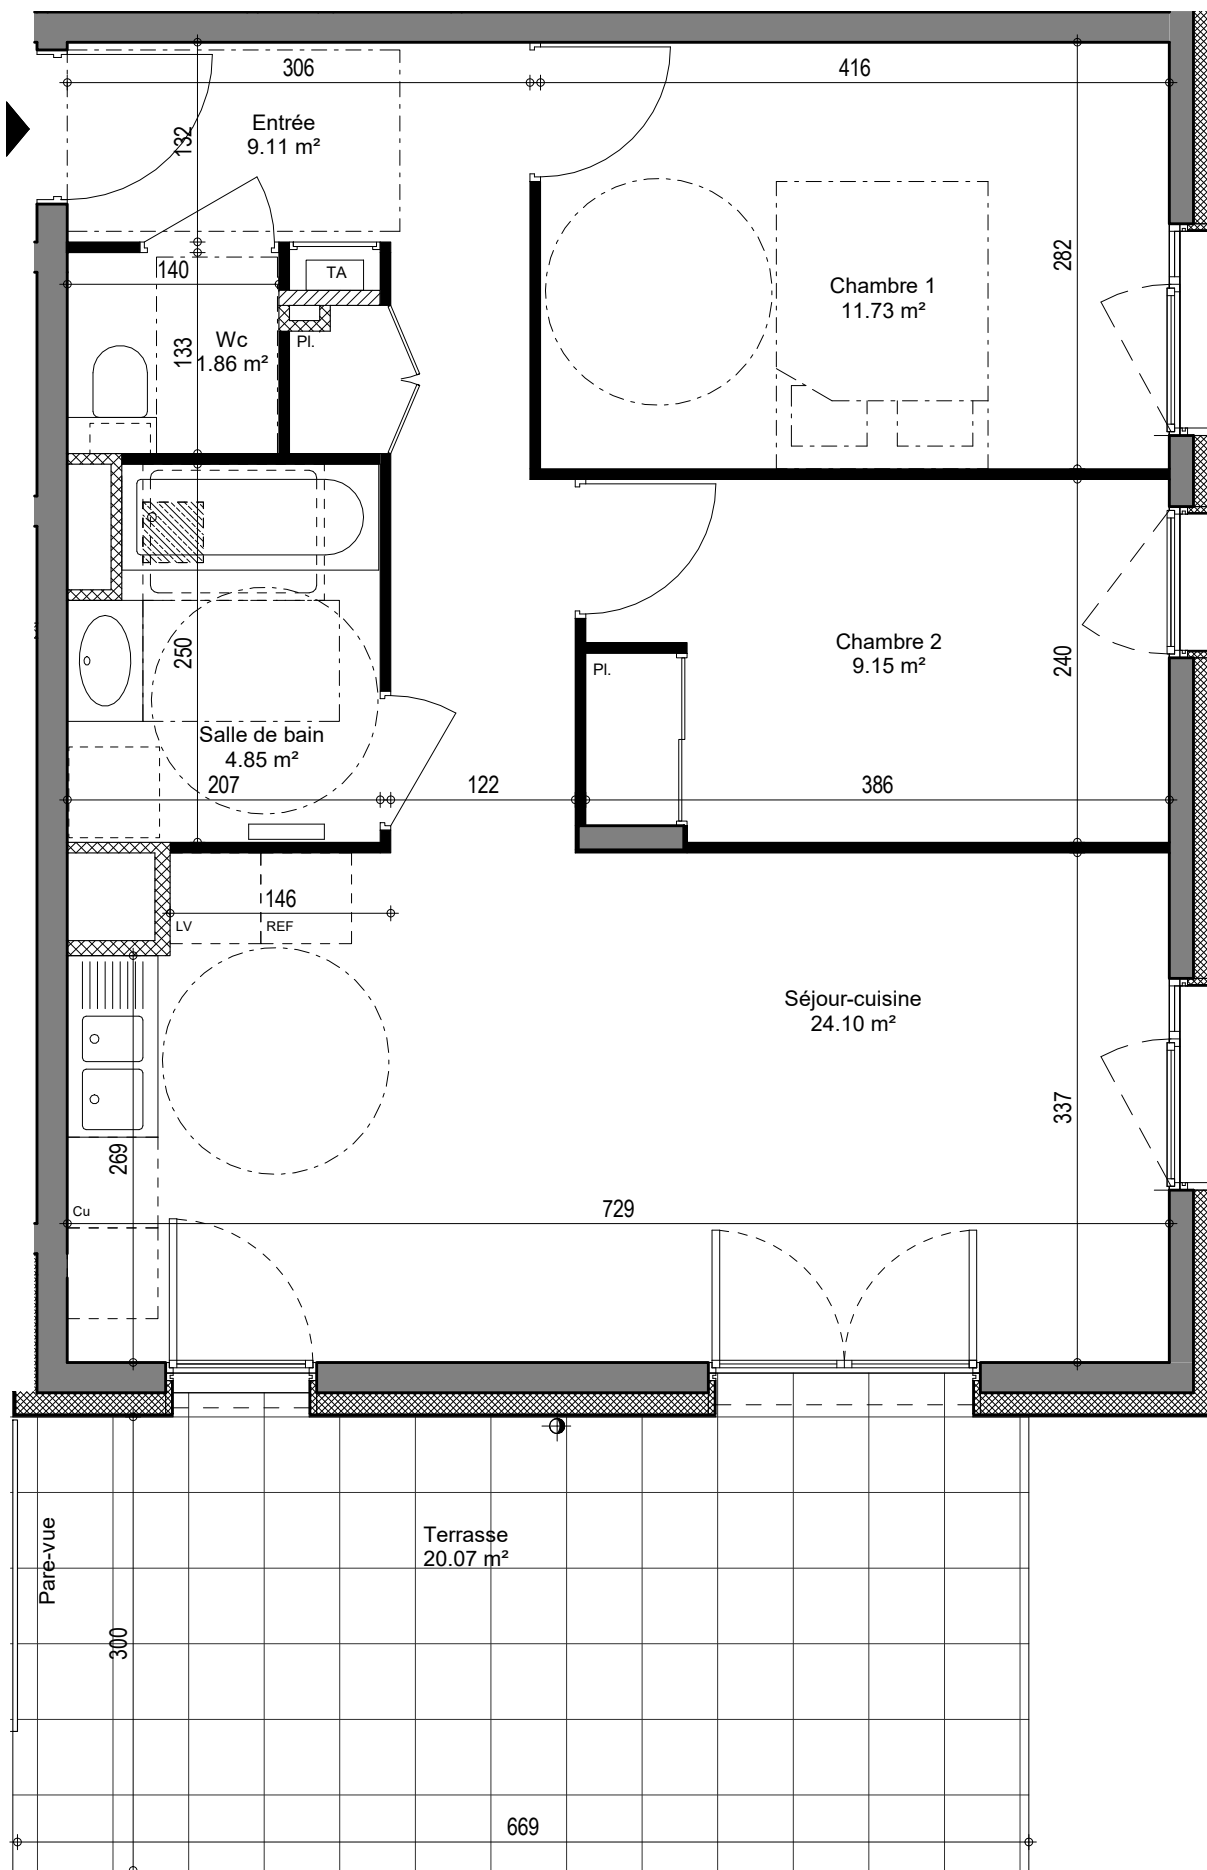 306
416
Entrée
9.11 m²
132
282
140
TA
Chambre 1
11.73 m²
Wc
1.86 m²
133
Pl.
Chambre 2
9.15 m²
250
240
Pl.
Salle de bain
4.85 m²
207
122
386
146
LV
REF
Séjour-cuisine
24.10 m²
337
269
Cu
729
Terrasse
20.07 m²
Pare-vue
300
669